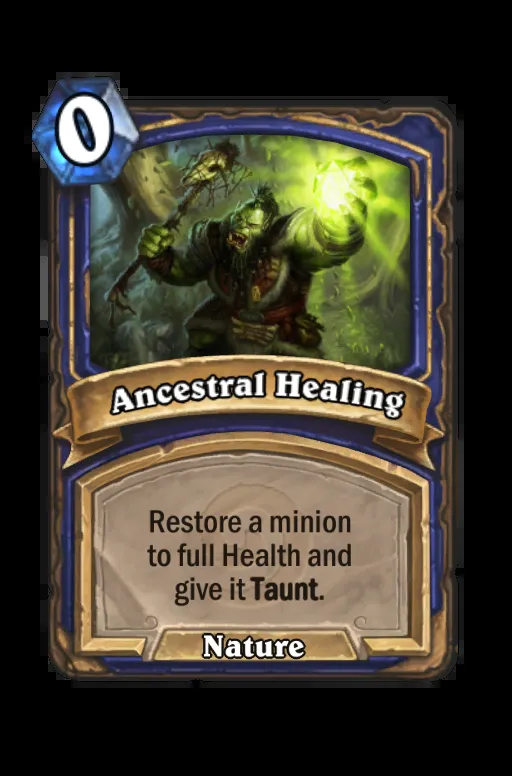 0
Ancestral Healing
Restore a minion
to full Health and
give it Taunt.
Nature